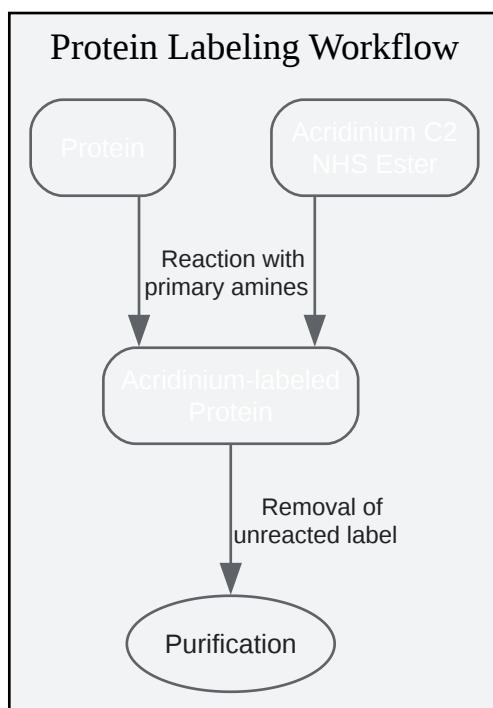 Protein Labeling Workflow
Protein
Acridinium C2
NHS Ester
Reaction with
primary amines
Acridinium-labeled
Protein
Removal of
unreacted label
Purification